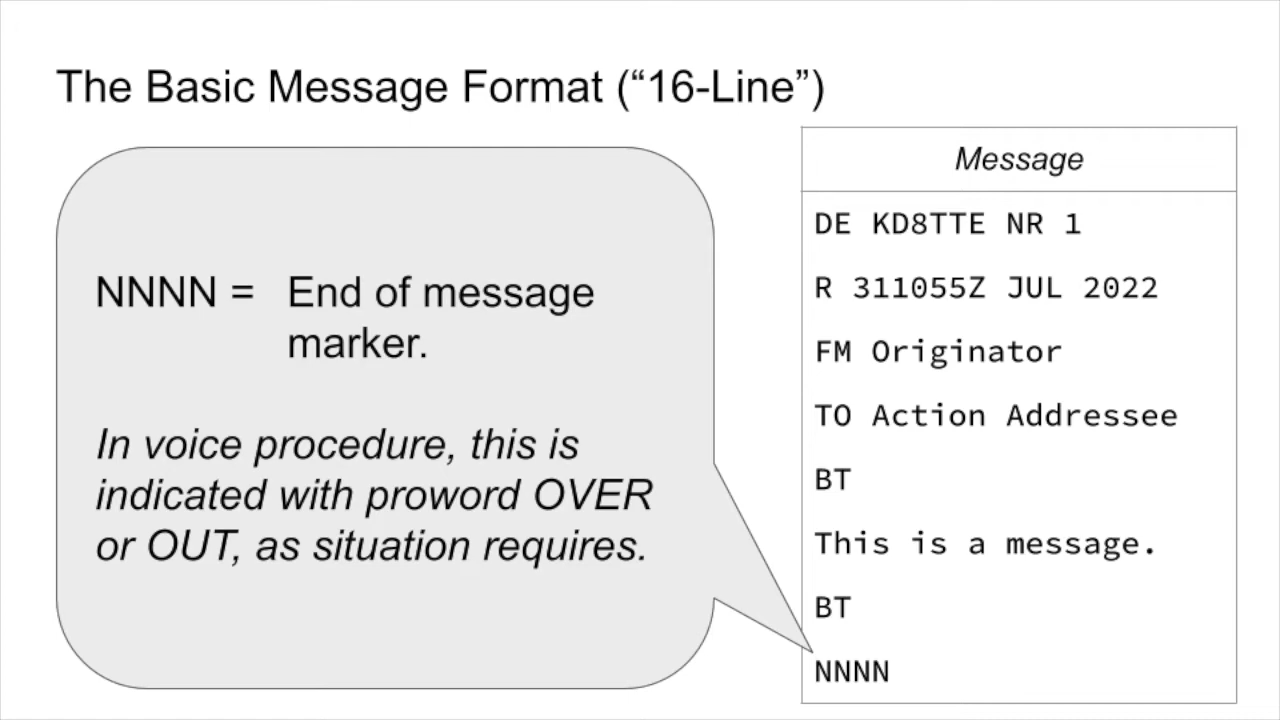 The Basic Message Format (“16-Line”)
NNNN = End of message
marker.
In voice procedure, this is
indicated with proword OVER
or OUT, as situation requires.
Message
DE KD8TTE NR 1
R 311055Z JUL 2022
FM Originator
TO Action Addressee
BT
This is a message.
BT
NNNN